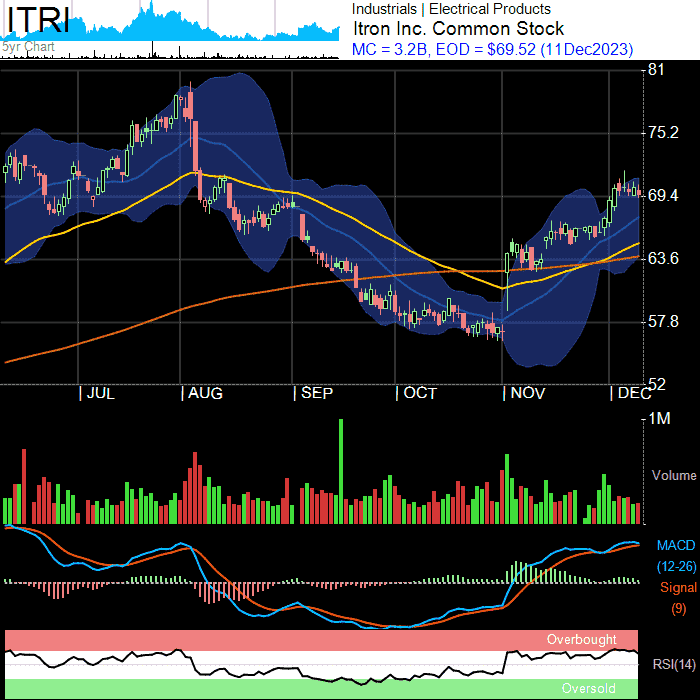 ITRI
5yr Chart
Industrials | Electrical Products
Itron Inc. Common Stock
MC = 3.2B, EOD = $69.52 (11Dec2023)
81
75.2
69.4
63.6
57.8
52
JUL AUG SEP OCT NOV DEC
1M
Volume
MACD
(12-26)
Signal
(9)
Overbought
RSI(14)
Oversold